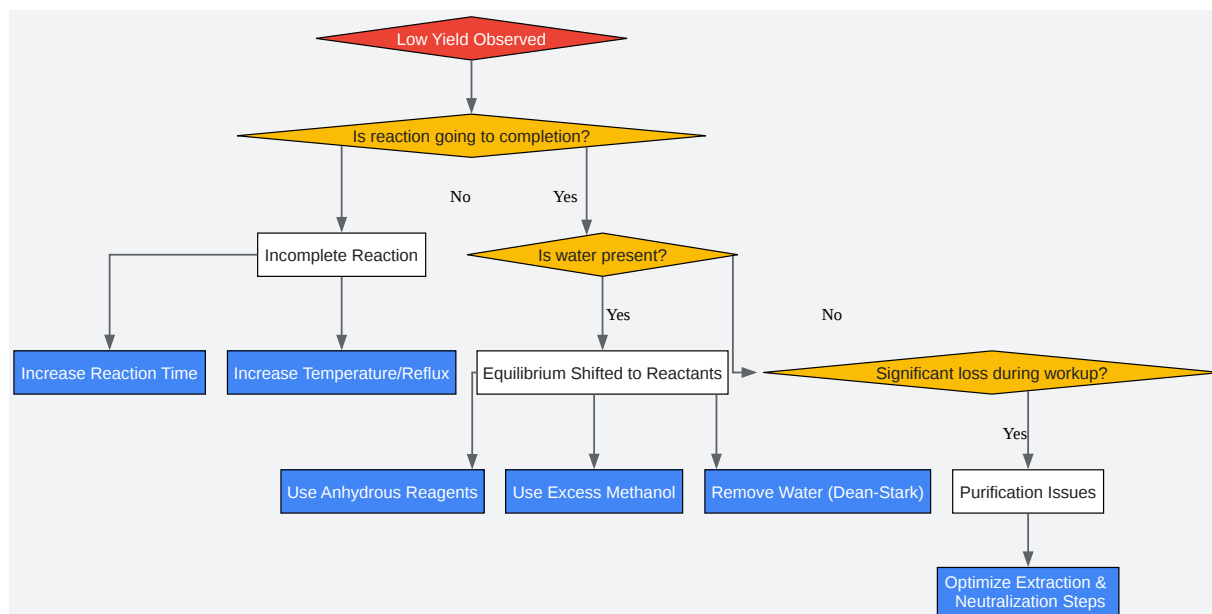 Low Yield Observed
Is reaction going to completion?
No
Yes
Incomplete Reaction
Is water present?
Yes
No
Increase Reaction Time
Increase Temperature/Reflux
Equilibrium Shifted to Reactants
Significant loss during workup?
Yes
Use Anhydrous Reagents
Use Excess Methanol
Remove Water (Dean-Stark)
Purification Issues
Optimize Extraction &
Neutralization Steps